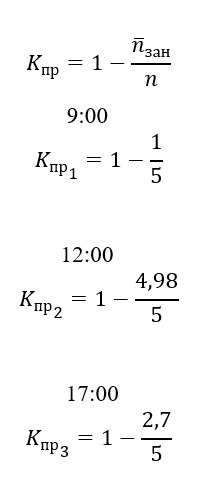 K_пр = 1 − n̅_зан / n
9:00
K_пр₁ = 1 − 1/5
12:00
K_пр₂ = 1 − 4,98/5
17:00
K_пр₃ = 1 − 2,7/5